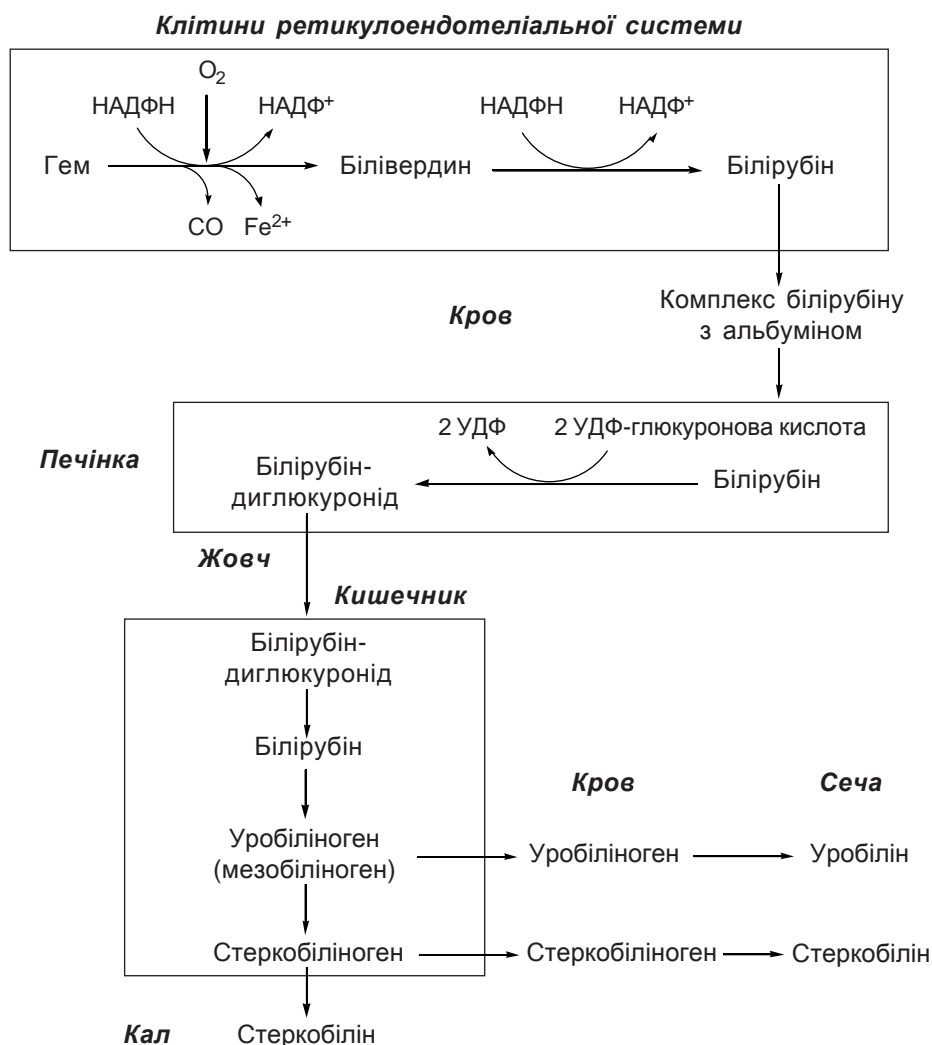 Клітини ретикулоендотеліальної системи
O2
НАДФН НАДФ+ НАДФН НАДФ+
Гем Білівердин Білірубін
CO Fe2+
Комплекс білірубіну
з альбуміном
Кров
2 УДФ 2 УДФ-глюкуронова кислота
Печінка
Білірубін-
диглюкуронід
Білірубін
Жовч
Кишечник
Білірубін-
диглюкуронід
Білірубін
Кров Сеча
Уробіліноген
(мезобіліноген)
Уробіліноген Уробілін
Стеркобіліноген Стеркобіліноген Стеркобілін
Кал Стеркобілін